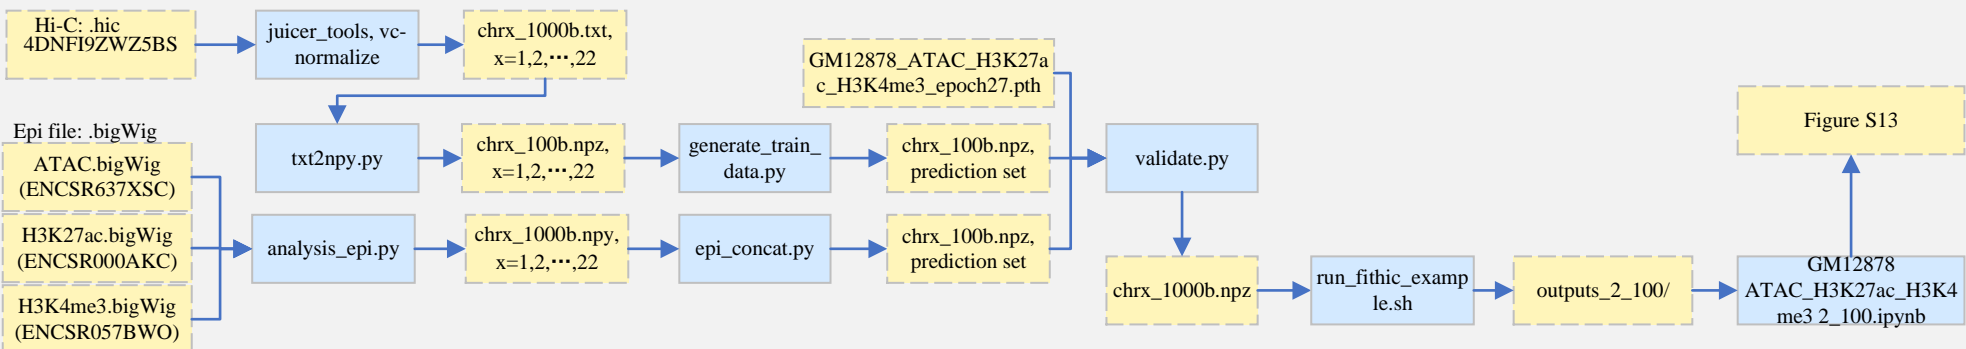 Hi-C: .hic
4DNFI9ZWZ5BS
juicer_tools, vc-
normalize
chrx_1000b.txt,
x=1,2,⋯,22
GM12878_ATAC_H3K27a
c_H3K4me3_epoch27.pth
Figure S13
Epi file: .bigWig
ATAC.bigWig
(ENCSR637XSC)
txt2npy.py
chrx_100b.npz,
x=1,2,⋯,22
generate_train_
data.py
chrx_100b.npz,
prediction set
validate.py
H3K27ac.bigWig
(ENCSR000AKC)
analysis_epi.py
chrx_1000b.npy,
x=1,2,⋯,22
epi_concat.py
chrx_100b.npz,
prediction set
H3K4me3.bigWig
(ENCSR057BWO)
chrx_1000b.npz
run_fithic_examp
le.sh
outputs_2_100/
GM12878
ATAC_H3K27ac_H3K4
me3 2_100.ipynb